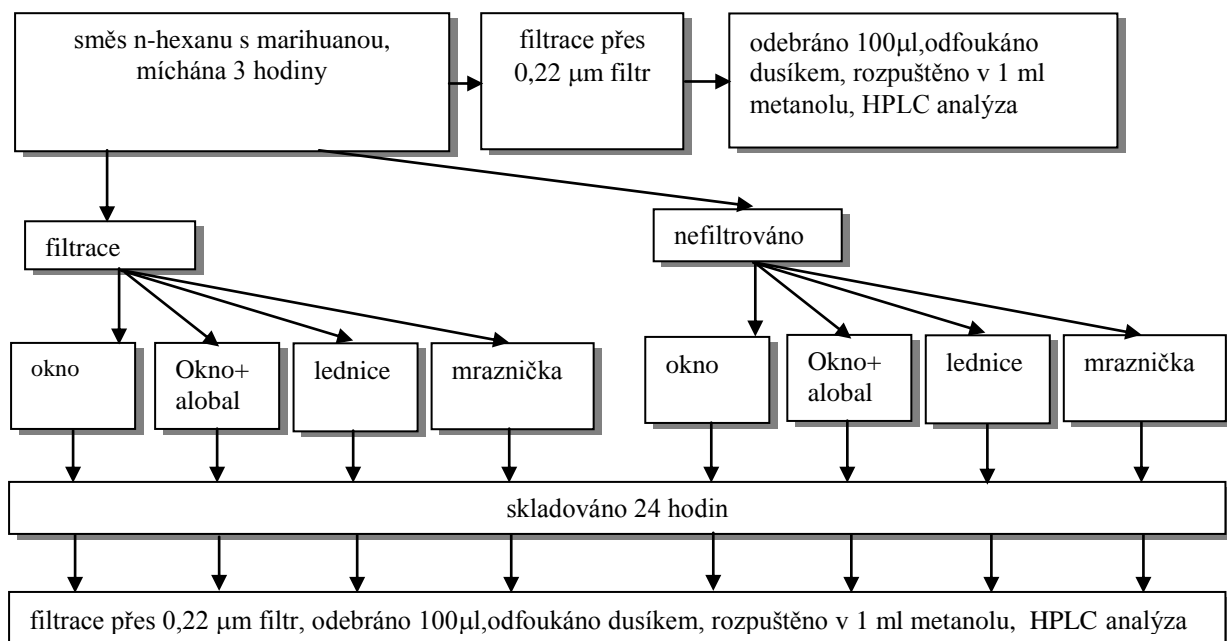 směs n-hexanu s marihuanou,
míchána 3 hodiny
filtrace přes
0,22 μm filtr
odebráno 100μl,odfoukáno
dusíkem, rozpuštěno v 1 ml
metanolu, HPLC analýza
filtrace
nefiltrováno
okno
Okno+
alobal
lednice
mraznička
okno
Okno+
alobal
lednice
mraznička
skladováno 24 hodin
filtrace přes 0,22 μm filtr, odebráno 100μl,odfoukáno dusíkem, rozpuštěno v 1 ml metanolu, HPLC analýza